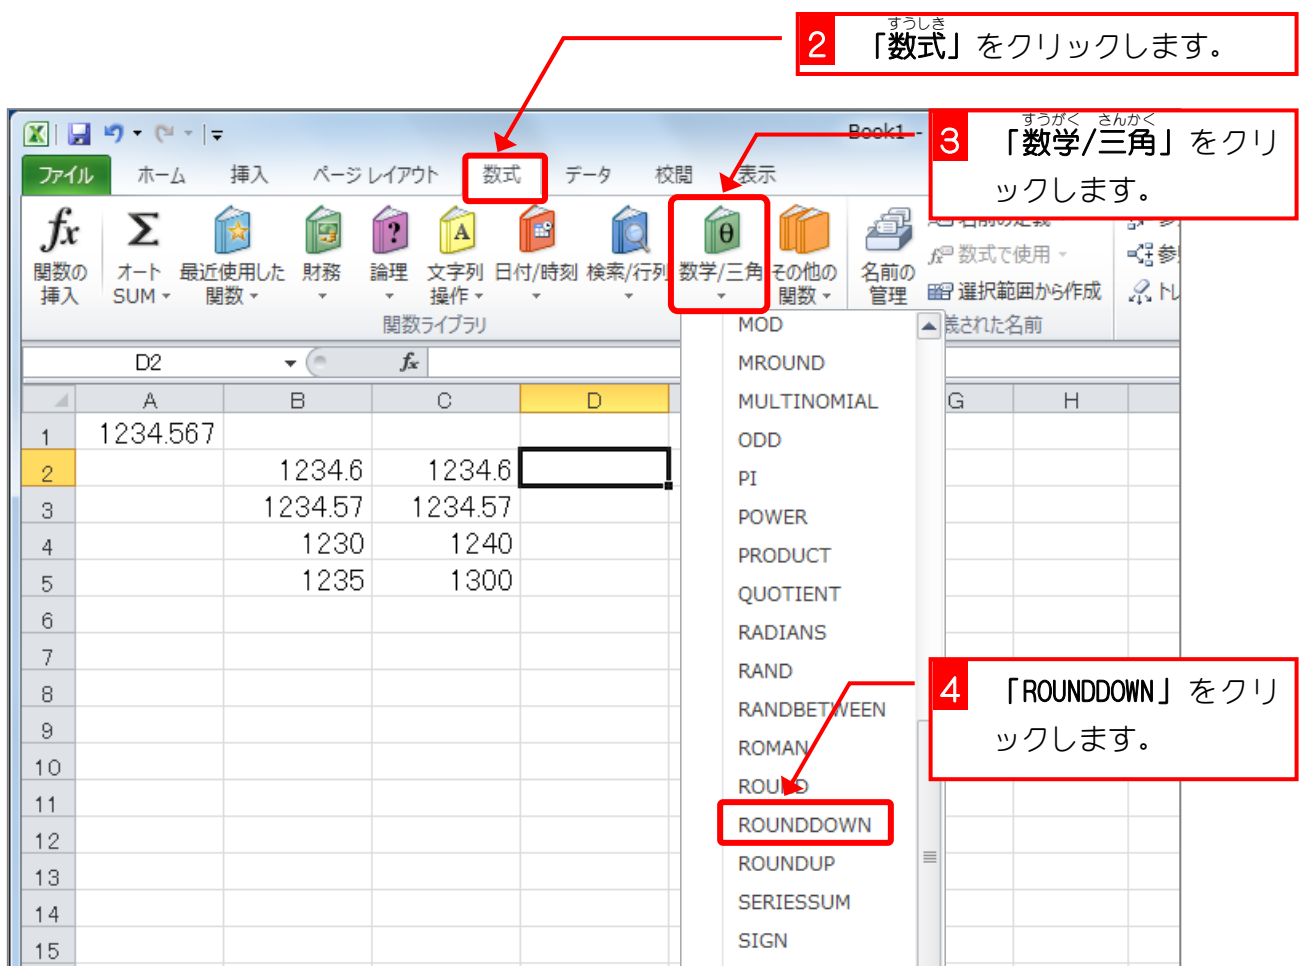 すうしき
2 「数式」をクリックします。
すうがく さんかく
3 「数学/三角」をクリ
ックします。
Book1 -
ファイル ホーム 挿入 ページ レイアウト 数式 データ 校閲 表示
fx Σ ? A θ
関数の
挿入
オート
SUM
最近使用した
関数
財務
論理
文字列
操作
日付/時刻
検索/行列
数学/三角
その他の
関数
名前の
管理
数式で使用
選択範囲から作成
関数ライブラリ
された名前
D2 fx
A B C D G H
1 1234.567
2 1234.6 1234.6
3 1234.57 1234.57
4 1230 1240
5 1235 1300
6
7
8
9
10
11
12
13
14
15
MOD
MROUND
MULTINOMIAL
ODD
PI
POWER
PRODUCT
QUOTIENT
RADIANS
RAND
RANDBETWEEN
ROMAN
ROUND
ROUNDDOWN
ROUNDUP
SERIESSUM
SIGN
4 「ROUNDDOWN」をクリ
ックします。